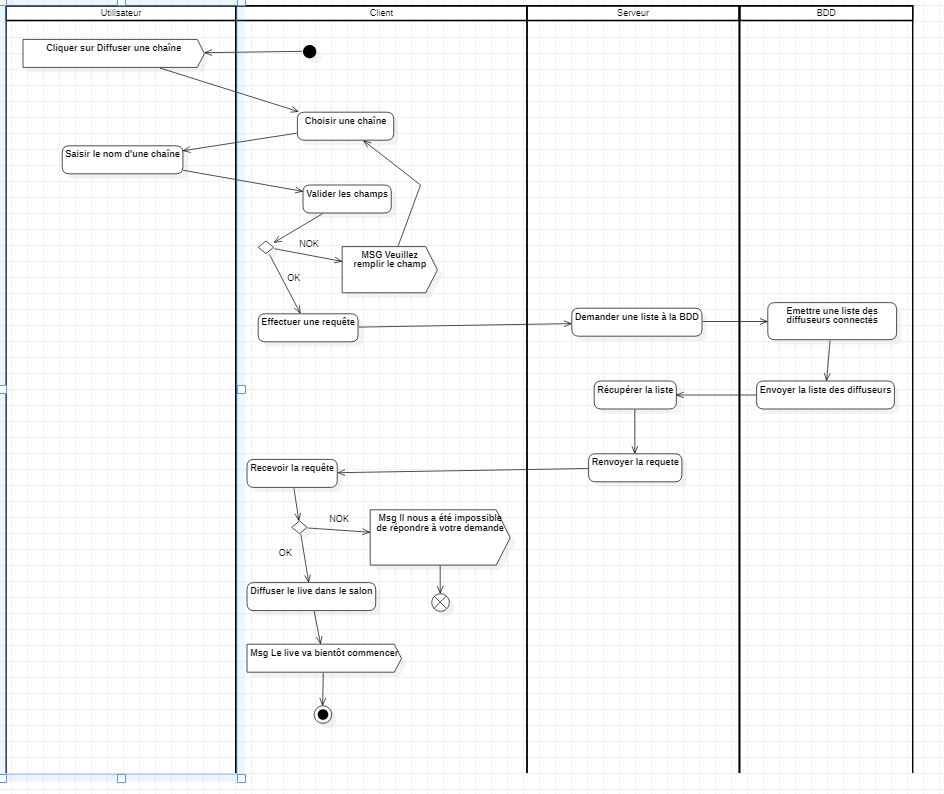 Utilisateur
Client
Serveur
BDD
Cliquer sur Diffuser une chaîne
Choisir une chaîne
Saisir le nom d'une chaîne
Valider les champs
NOK
MSG Veuillez
remplir le champ
OK
Effectuer une requête
Demander une liste à la BDD
Emettre une liste des
diffuseurs connectés
Récupérer la liste
Envoyer la liste des diffuseurs
Renvoyer la requete
Recevoir la requête
NOK
Msg Il nous a été impossible
de répondre à votre demande
OK
Diffuser le live dans le salon
Msg Le live va bientôt commencer